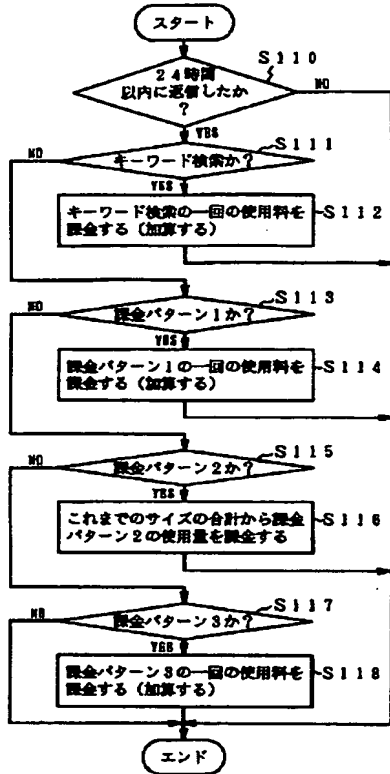 スタート
S110
24時間
以内に返信したか
?
NO
YES
S111
NO
キーワード検索か?
YES
キーワード検索の一回の使用料を
課金する(加算する)
S112
S113
NO
課金パターン1か?
YES
課金パターン1の一回の使用料を
課金する(加算する)
S114
S115
NO
課金パターン2か?
YES
これまでのサイズの合計から課金
パターン2の使用量を課金する
S116
S117
NO
課金パターン3か?
YES
課金パターン3の一回の使用料を
課金する(加算する)
S118
エンド